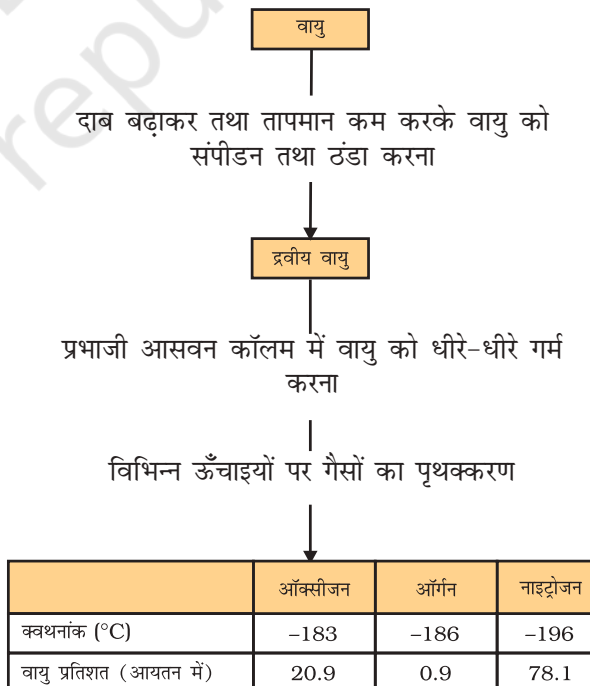 वायु
दाब बढ़ाकर तथा तापमान कम करके वायु को
संपीडन तथा ठंडा करना
द्रवीय वायु
प्रभाजी आसवन कॉलम में वायु को धीरे-धीरे गर्म
करना
विभिन्न ऊँचाइयों पर गैसों का पृथक्करण
ऑक्सीजन ऑर्गन नाइट्रोजन
क्वथनांक (°C) –183 –186 –196
वायु प्रतिशत (आयतन में) 20.9 0.9 78.1